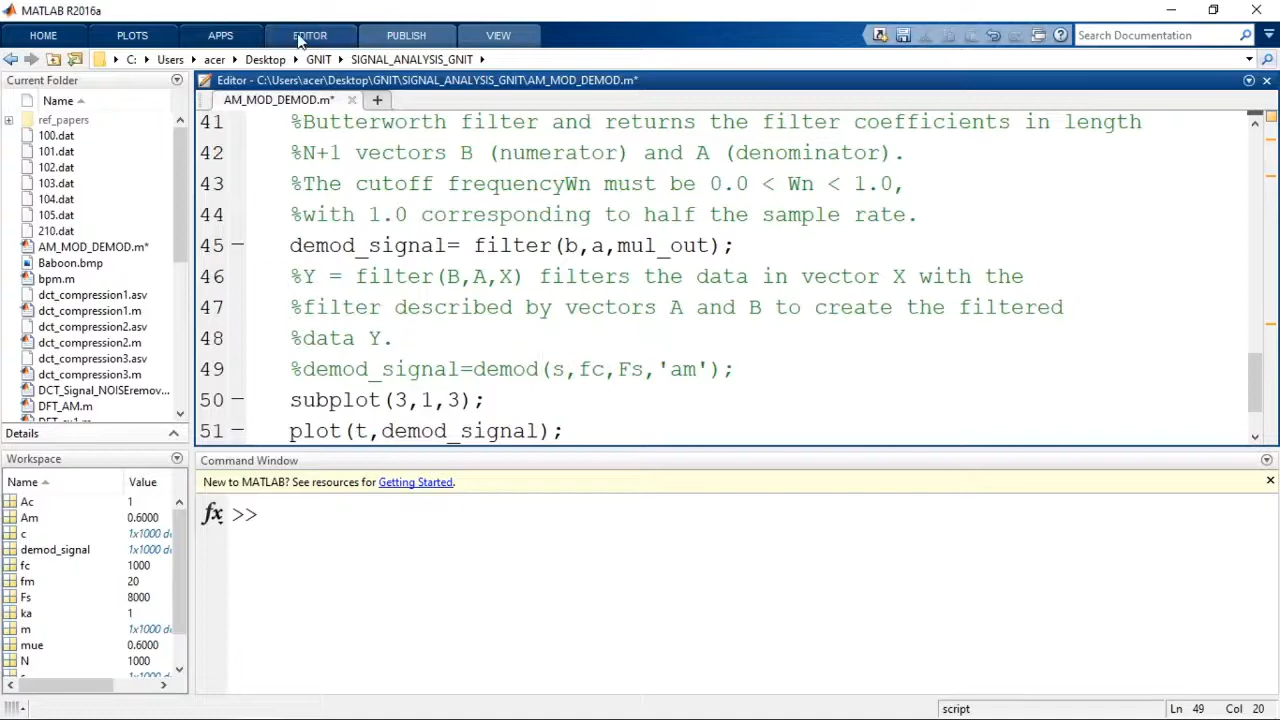 MATLAB R2016a
HOME PLOTS APPS EDITOR PUBLISH VIEW Search Documentation
C: Users acer Desktop GNIT SIGNAL_ANALYSIS_GNIT
Current Folder
Name
ref_papers
100.dat
101.dat
102.dat
103.dat
104.dat
105.dat
210.dat
AM_MOD_DEMOD.m*
Baboon.bmp
bpm.m
dct_compression1.asv
dct_compression1.m
dct_compression2.asv
dct_compression2.m
dct_compression3.asv
dct_compression3.m
DCT_Signal_NOISEremov...
DFT_AM.m
Details
Workspace
Name Value
Ac 1
Am 0.6000
c 1x1000 d
demod_signal 1x1000 d
fc 1000
fm 20
Fs 8000
ka 1
m 1x1000 d
mue 0.6000
N 1000
Editor - C:\Users\acer\Desktop\GNIT\SIGNAL_ANALYSIS_GNIT\AM_MOD_DEMOD.m*
AM_MOD_DEMOD.m*
41 %Butterworth filter and returns the filter coefficients in length
42 %N+1 vectors B (numerator) and A (denominator).
43 %The cutoff frequencyWn must be 0.0 < Wn < 1.0,
44 %with 1.0 corresponding to half the sample rate.
45 demod_signal= filter(b,a,mul_out);
46 %Y = filter(B,A,X) filters the data in vector X with the
47 %filter described by vectors A and B to create the filtered
48 %data Y.
49 %demod_signal=demod(s,fc,Fs,'am');
50 subplot(3,1,3);
51 plot(t,demod_signal);
Command Window
New to MATLAB? See resources for Getting Started.
fx >>
script Ln 49 Col 20